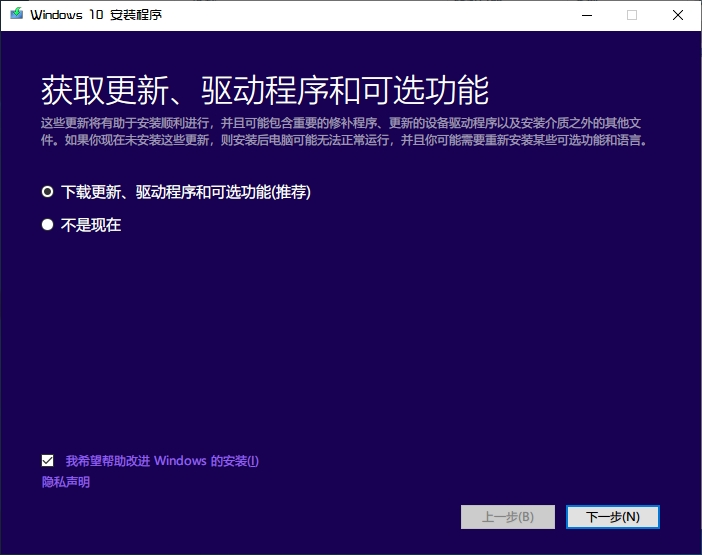 Windows 10 安装程序
获取更新、驱动程序和可选功能
这些更新将有助于安装顺利进行，并且可能包含重要的修补程序、更新的设备驱动程序以及安装介质之外的其他文
件。如果你现在未安装这些更新，则安装后电脑可能无法正常运行，并且你可能需要重新安装某些可选功能和语言。
下载更新、驱动程序和可选功能(推荐)
不是现在
我希望帮助改进 Windows 的安装(I)
隐私声明
上一步(B)
下一步(N)